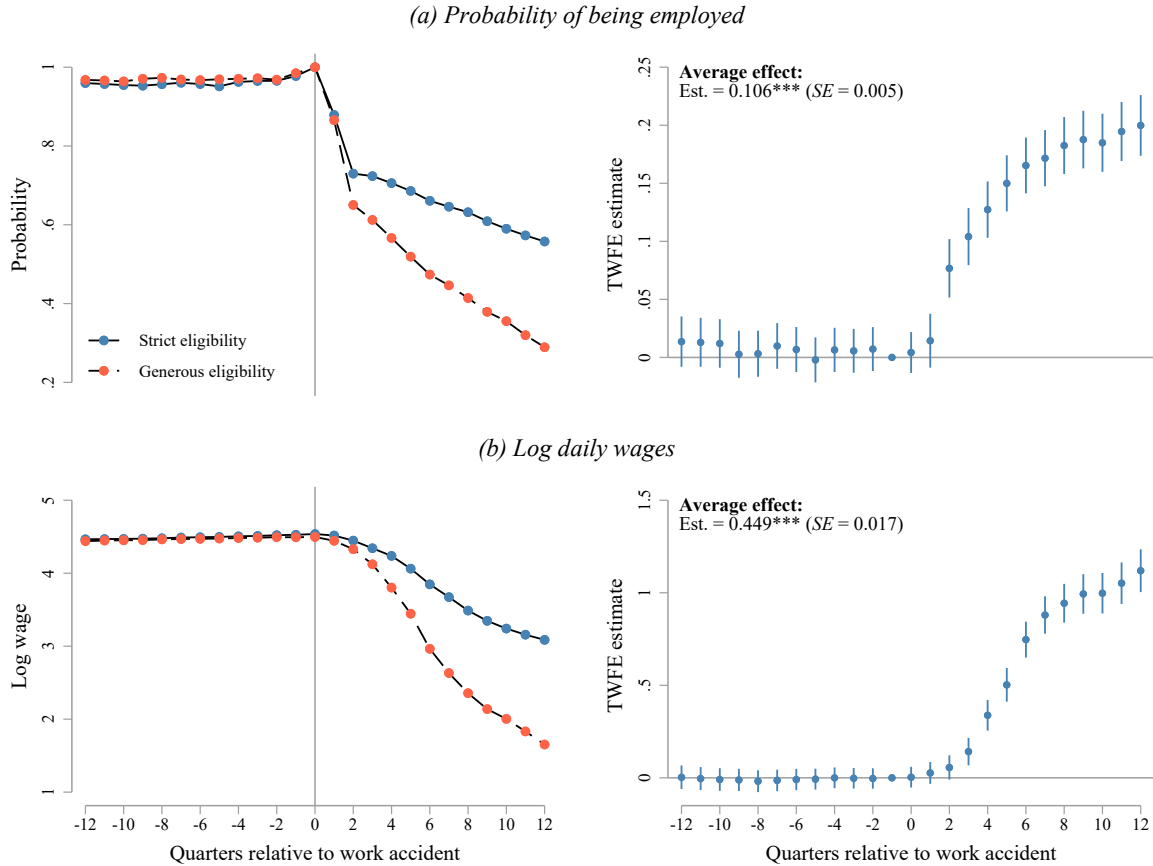 (a) Probability of being employed
Probability
1
.8
.6
.4
.2
Strict eligibility
Generous eligibility
TWFE estimate
.25
.2
.15
.1
.05
0
Average effect:
Est. = 0.106*** (SE = 0.005)
(b) Log daily wages
Log wage
5
4
3
2
1
-12 -10 -8 -6 -4 -2 0 2 4 6 8 10 12
Quarters relative to work accident
TWFE estimate
1.5
1
.5
0
Average effect:
Est. = 0.449*** (SE = 0.017)
-12 -10 -8 -6 -4 -2 0 2 4 6 8 10 12
Quarters relative to work accident